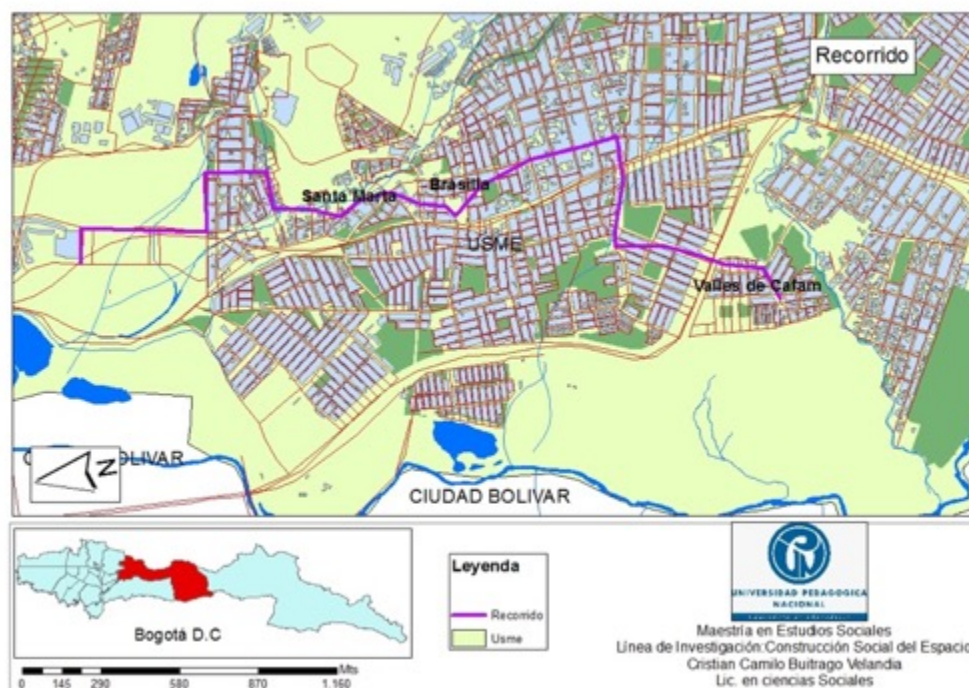 Recorrido
Santa Marta
Brasilia
USME
Valles de Cafam
BOLIVAR
N
CIUDAD BOLIVAR
Bogotá D.C
Leyenda
Recorrido
Usme
Mts
0 145 290 580 870 1.160
UNIVERSIDAD PEDAGOGICA
NACIONAL
Maestría en Estudios Sociales
Línea de Investigación:Construcción Social del Espacio
Cristian Camilo Buitrago Velandia
Lic. en ciencias Sociales